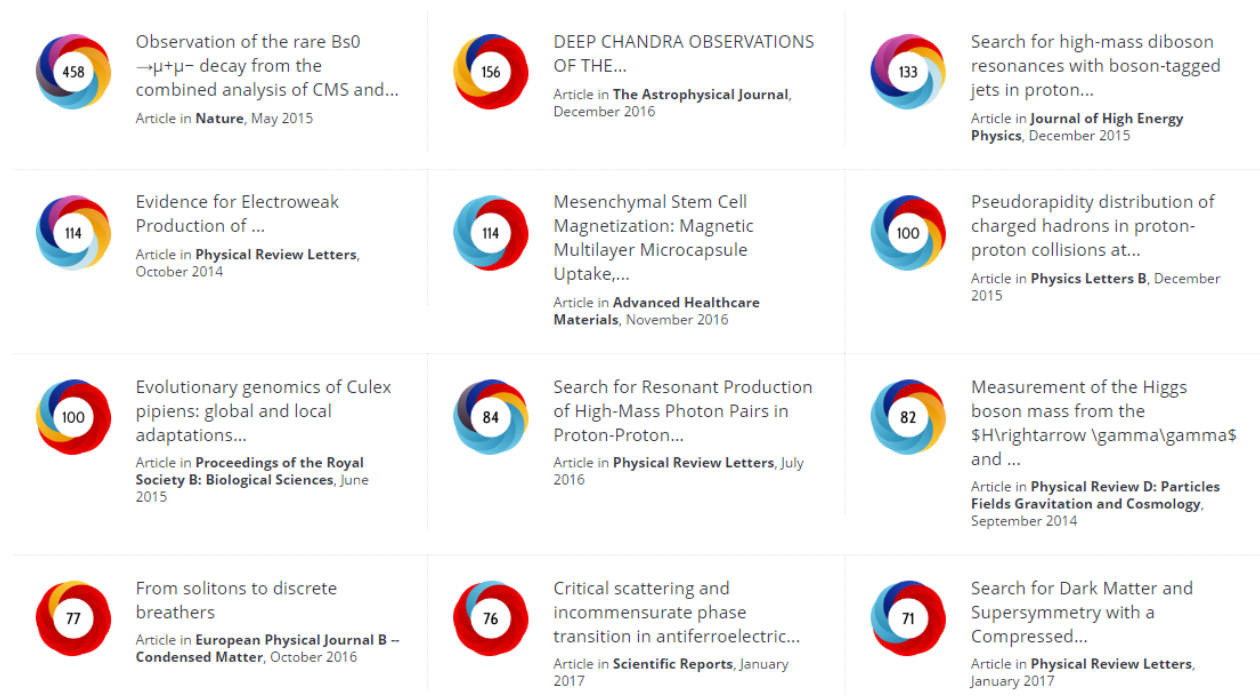 458
Observation of the rare Bs0
→μ+μ− decay from the
combined analysis of CMS and...
Article in Nature, May 2015
156
DEEP CHANDRA OBSERVATIONS
OF THE...
Article in The Astrophysical Journal,
December 2016
133
Search for high-mass diboson
resonances with boson-tagged
jets in proton...
Article in Journal of High Energy
Physics, December 2015
114
Evidence for Electroweak
Production of ...
Article in Physical Review Letters,
October 2014
114
Mesenchymal Stem Cell
Magnetization: Magnetic
Multilayer Microcapsule
Uptake,...
Article in Advanced Healthcare
Materials, November 2016
100
Pseudorapidity distribution of
charged hadrons in proton-
proton collisions at...
Article in Physics Letters B, December
2015
100
Evolutionary genomics of Culex
pipiens: global and local
adaptations...
Article in Proceedings of the Royal
Society B: Biological Sciences, June
2015
84
Search for Resonant Production
of High-Mass Photon Pairs in
Proton-Proton...
Article in Physical Review Letters, July
2016
82
Measurement of the Higgs
boson mass from the
$H\rightarrow \gamma\gamma$
and ...
Article in Physical Review D: Particles
Fields Gravitation and Cosmology,
September 2014
77
From solitons to discrete
breathers
Article in European Physical Journal B --
Condensed Matter, October 2016
76
Critical scattering and
incommensurate phase
transition in antiferroelectric...
Article in Scientific Reports, January
2017
71
Search for Dark Matter and
Supersymmetry with a
Compressed...
Article in Physical Review Letters,
January 2017